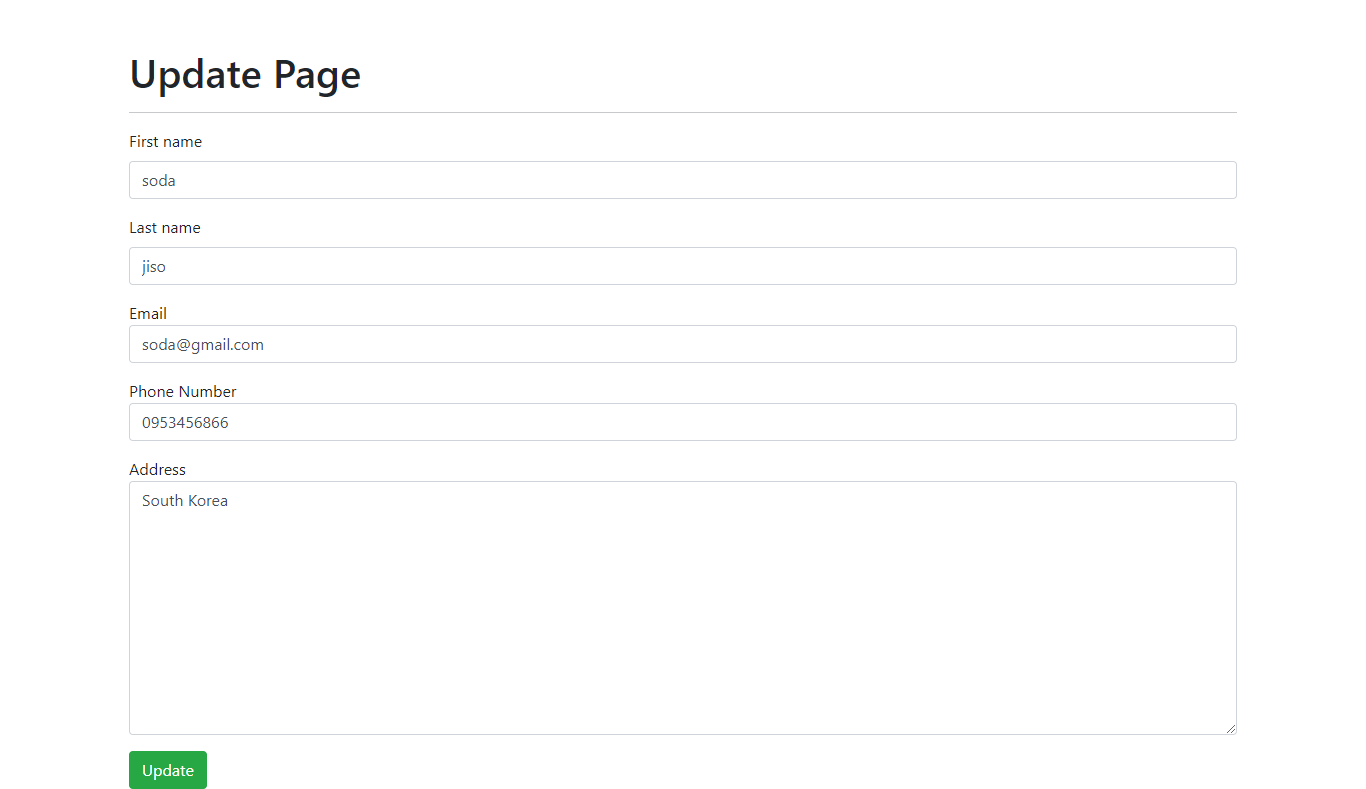 Update Page
First name
soda
Last name
jiso
Email
soda@gmail.com
Phone Number
0953456866
Address
South Korea
Update